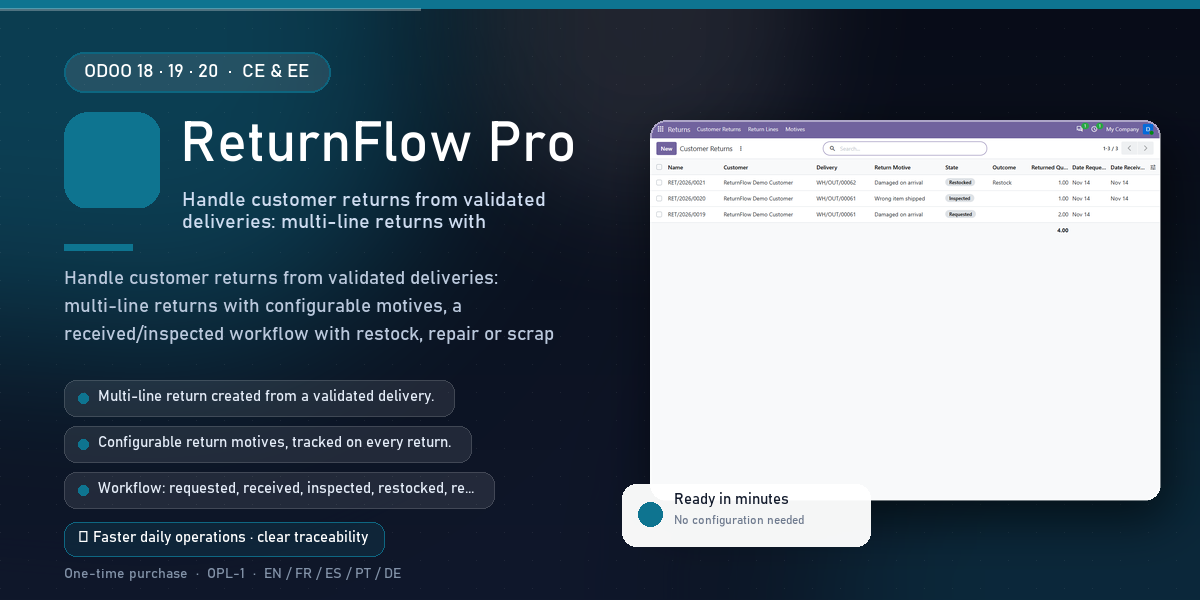 ODOO 18 · 19 · 20 · CE & EE
ReturnFlow Pro
Handle customer returns from validated
deliveries: multi-line returns with
Handle customer returns from validated deliveries:
multi-line returns with configurable motives, a
received/inspected workflow with restock, repair or scrap
Multi-line return created from a validated delivery.
Configurable return motives, tracked on every return.
Workflow: requested, received, inspected, restocked, re...
Faster daily operations · clear traceability
One-time purchase · OPL-1 · EN / FR / ES / PT / DE
Returns Customer Returns Return Lines Motives My Company D
New Customer Returns Search... 1-3 / 3
Name Customer Delivery Return Motive State Outcome Returned Qu... Date Reque... Date Receiv...
RET/2026/0021 ReturnFlow Demo Customer WH/OUT/00062 Damaged on arrival Restocked Restock 1.00 Nov 14 Nov 14
RET/2026/0020 ReturnFlow Demo Customer WH/OUT/00061 Wrong item shipped Inspected 1.00 Nov 14 Nov 14
RET/2026/0019 ReturnFlow Demo Customer WH/OUT/00061 Damaged on arrival Requested 2.00 Nov 14
4.00
Ready in minutes
No configuration needed